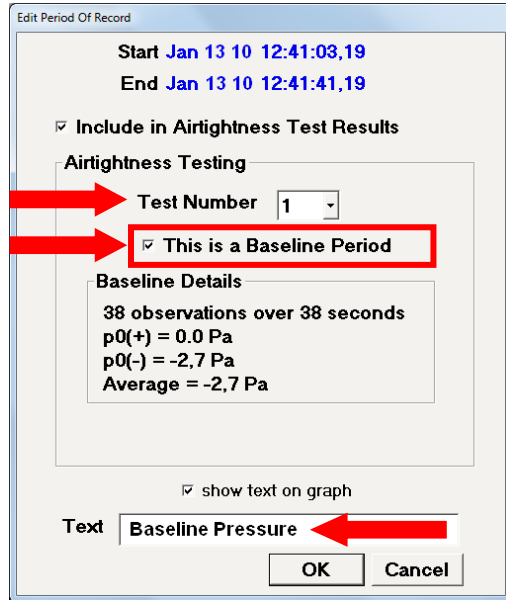 Edit Period Of Record
Start Jan 13 10 12:41:03,19
End Jan 13 10 12:41:41,19
Include in Airtightness Test Results
Airtightness Testing
Test Number 1
This is a Baseline Period
Baseline Details
38 observations over 38 seconds
p0(+) = 0.0 Pa
p0(-) = -2,7 Pa
Average = -2,7 Pa
show text on graph
Text Baseline Pressure
OK Cancel